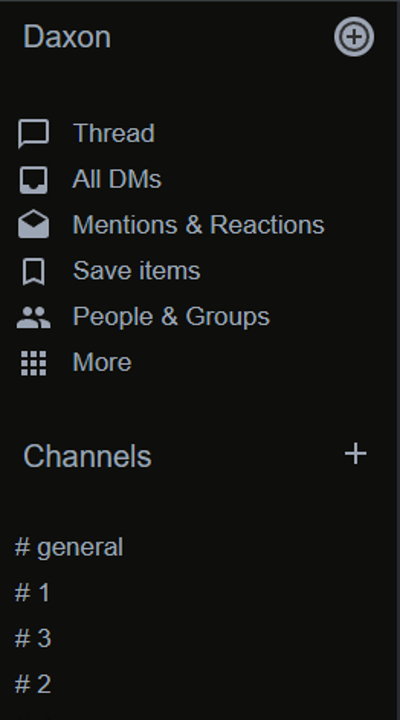 Daxon
Thread
All DMs
Mentions & Reactions
Save items
People & Groups
More
Channels
# general
# 1
# 3
# 2